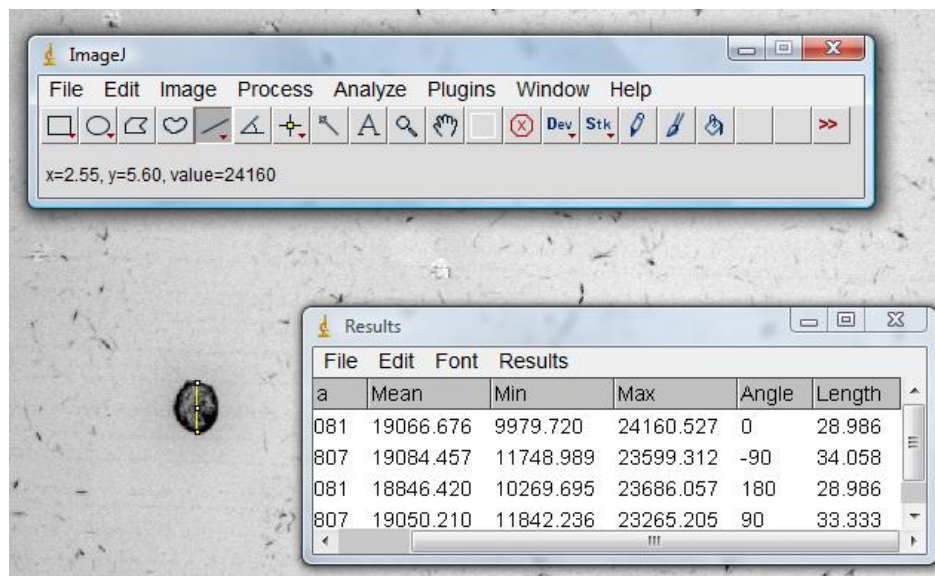 ImageJ
File Edit Image Process Analyze Plugins Window Help
A Dev Stk >>
x=2.55, y=5.60, value=24160
Results
File Edit Font Results
a Mean Min Max Angle Length
081 19066.676 9979.720 24160.527 0 28.986
807 19084.457 11748.989 23599.312 -90 34.058
081 18846.420 10269.695 23686.057 180 28.986
807 19050.210 11842.236 23265.205 90 33.333